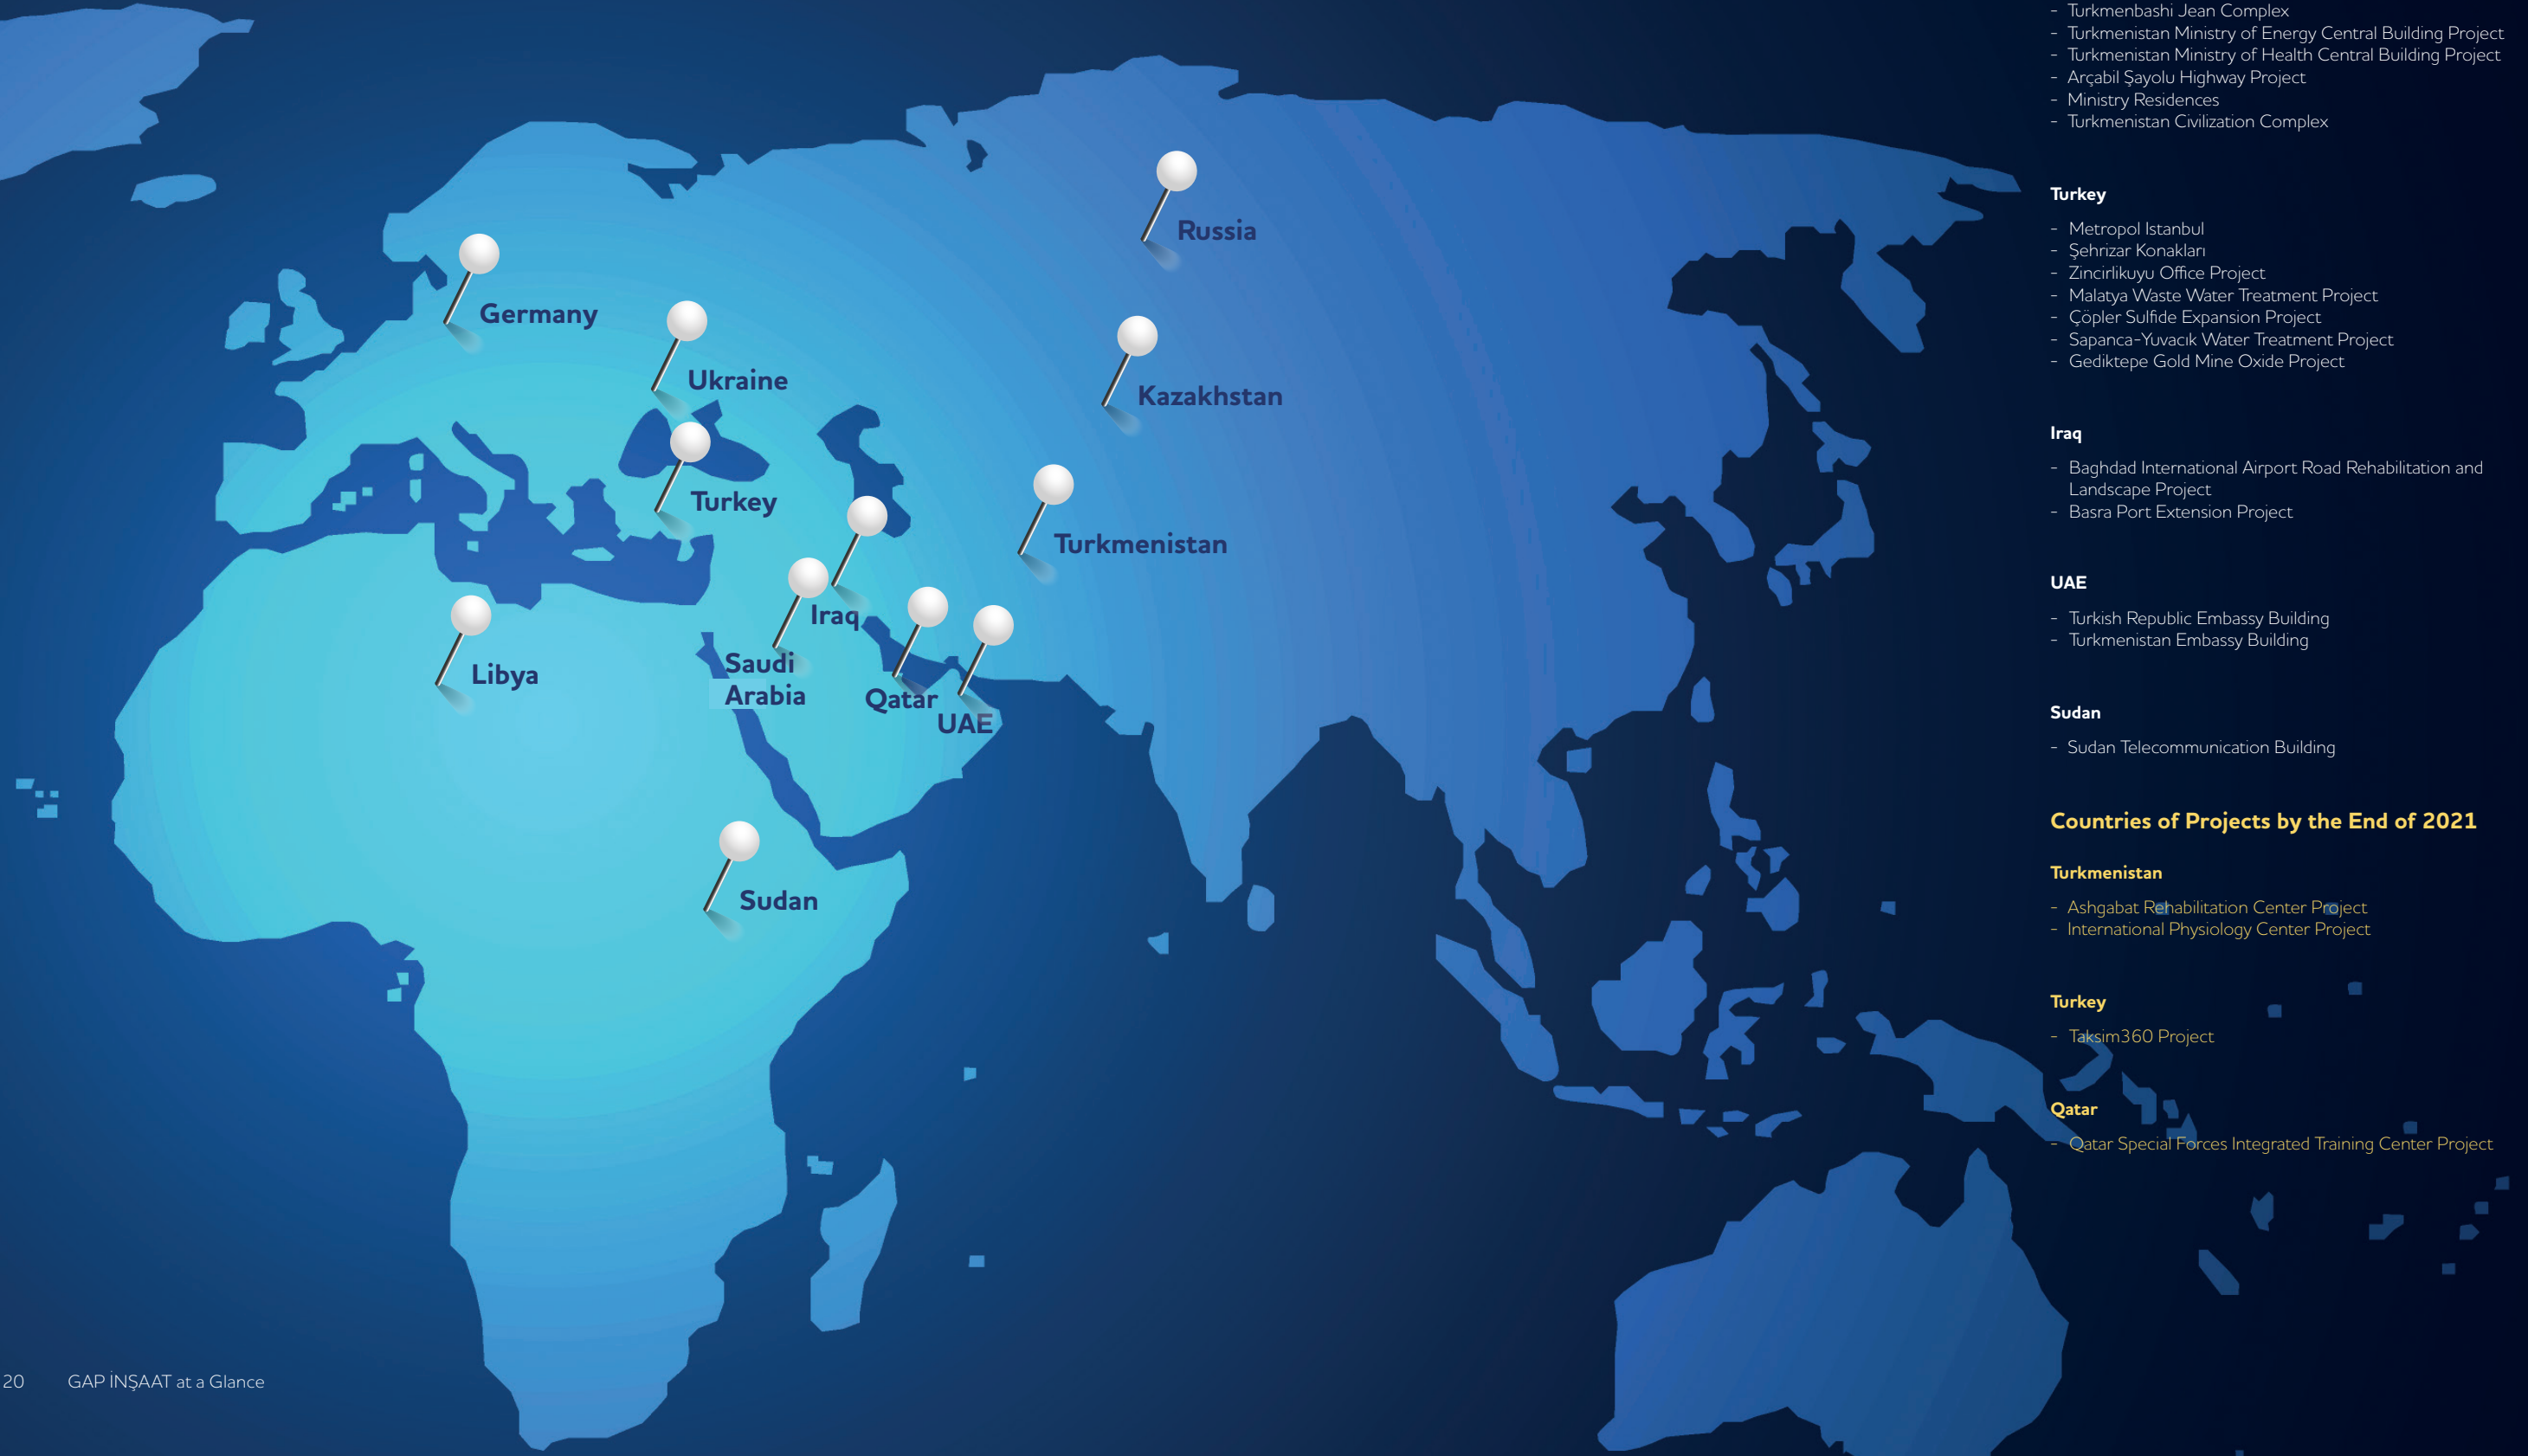 Russia
Germany
Ukraine
Kazakhstan
Turkey
Turkmenistan
Iraq
Saudi
Arabia
Libya
Qatar
UAE
Sudan
- Turkmenbashi Jean Complex
- Turkmenistan Ministry of Energy Central Building Project
- Turkmenistan Ministry of Health Central Building Project
- Arçabil Şayolu Highway Project
- Ministry Residences
- Turkmenistan Civilization Complex
Turkey
- Metropol Istanbul
- Şehrizar Konakları
- Zincirlikuyu Office Project
- Malatya Waste Water Treatment Project
- Çöpler Sulfide Expansion Project
- Sapanca-Yuvacık Water Treatment Project
- Gediktepe Gold Mine Oxide Project
Iraq
- Baghdad International Airport Road Rehabilitation and
Landscape Project
- Basra Port Extension Project
UAE
- Turkish Republic Embassy Building
- Turkmenistan Embassy Building
Sudan
- Sudan Telecommunication Building
Countries of Projects by the End of 2021
Turkmenistan
- Ashgabat Rehabilitation Center Project
- International Physiology Center Project
Turkey
- Taksim360 Project
Qatar
- Qatar Special Forces Integrated Training Center Project
20 GAP İNŞAAT at a Glance